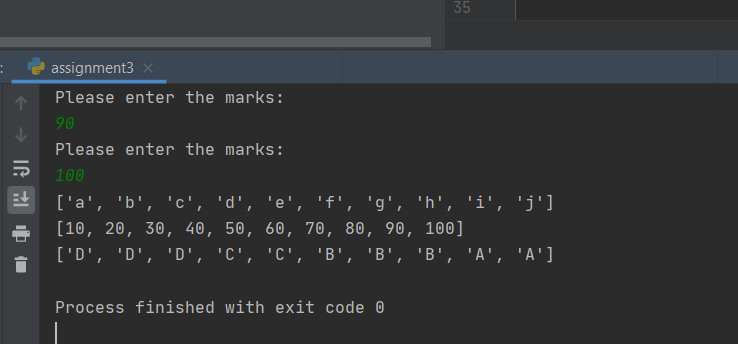 35
: assignment3 ×
Please enter the marks:
90
Please enter the marks:
100
['a', 'b', 'c', 'd', 'e', 'f', 'g', 'h', 'i', 'j']
[10, 20, 30, 40, 50, 60, 70, 80, 90, 100]
['D', 'D', 'D', 'C', 'C', 'B', 'B', 'B', 'A', 'A']
Process finished with exit code 0